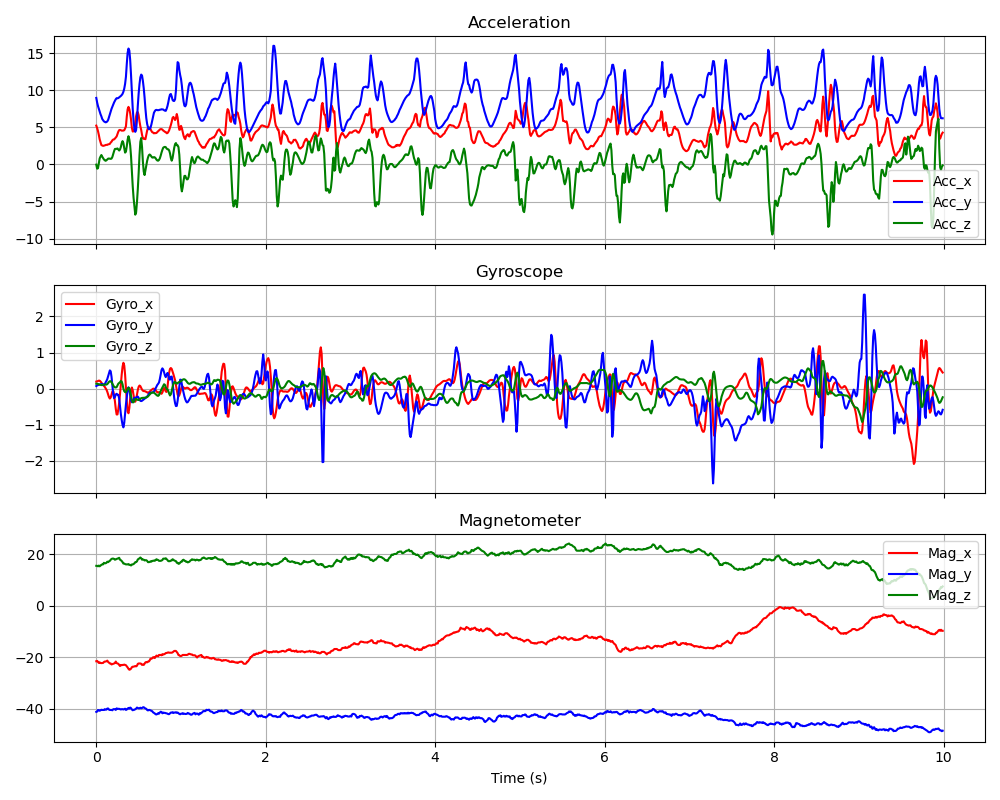 Acceleration
15
10
5
0
−5
−10
Acc_x
Acc_y
Acc_z
Gyroscope
Gyro_x
Gyro_y
Gyro_z
2
1
0
−1
−2
Magnetometer
20
0
−20
−40
Mag_x
Mag_y
Mag_z
0 2 4 6 8 10
Time (s)